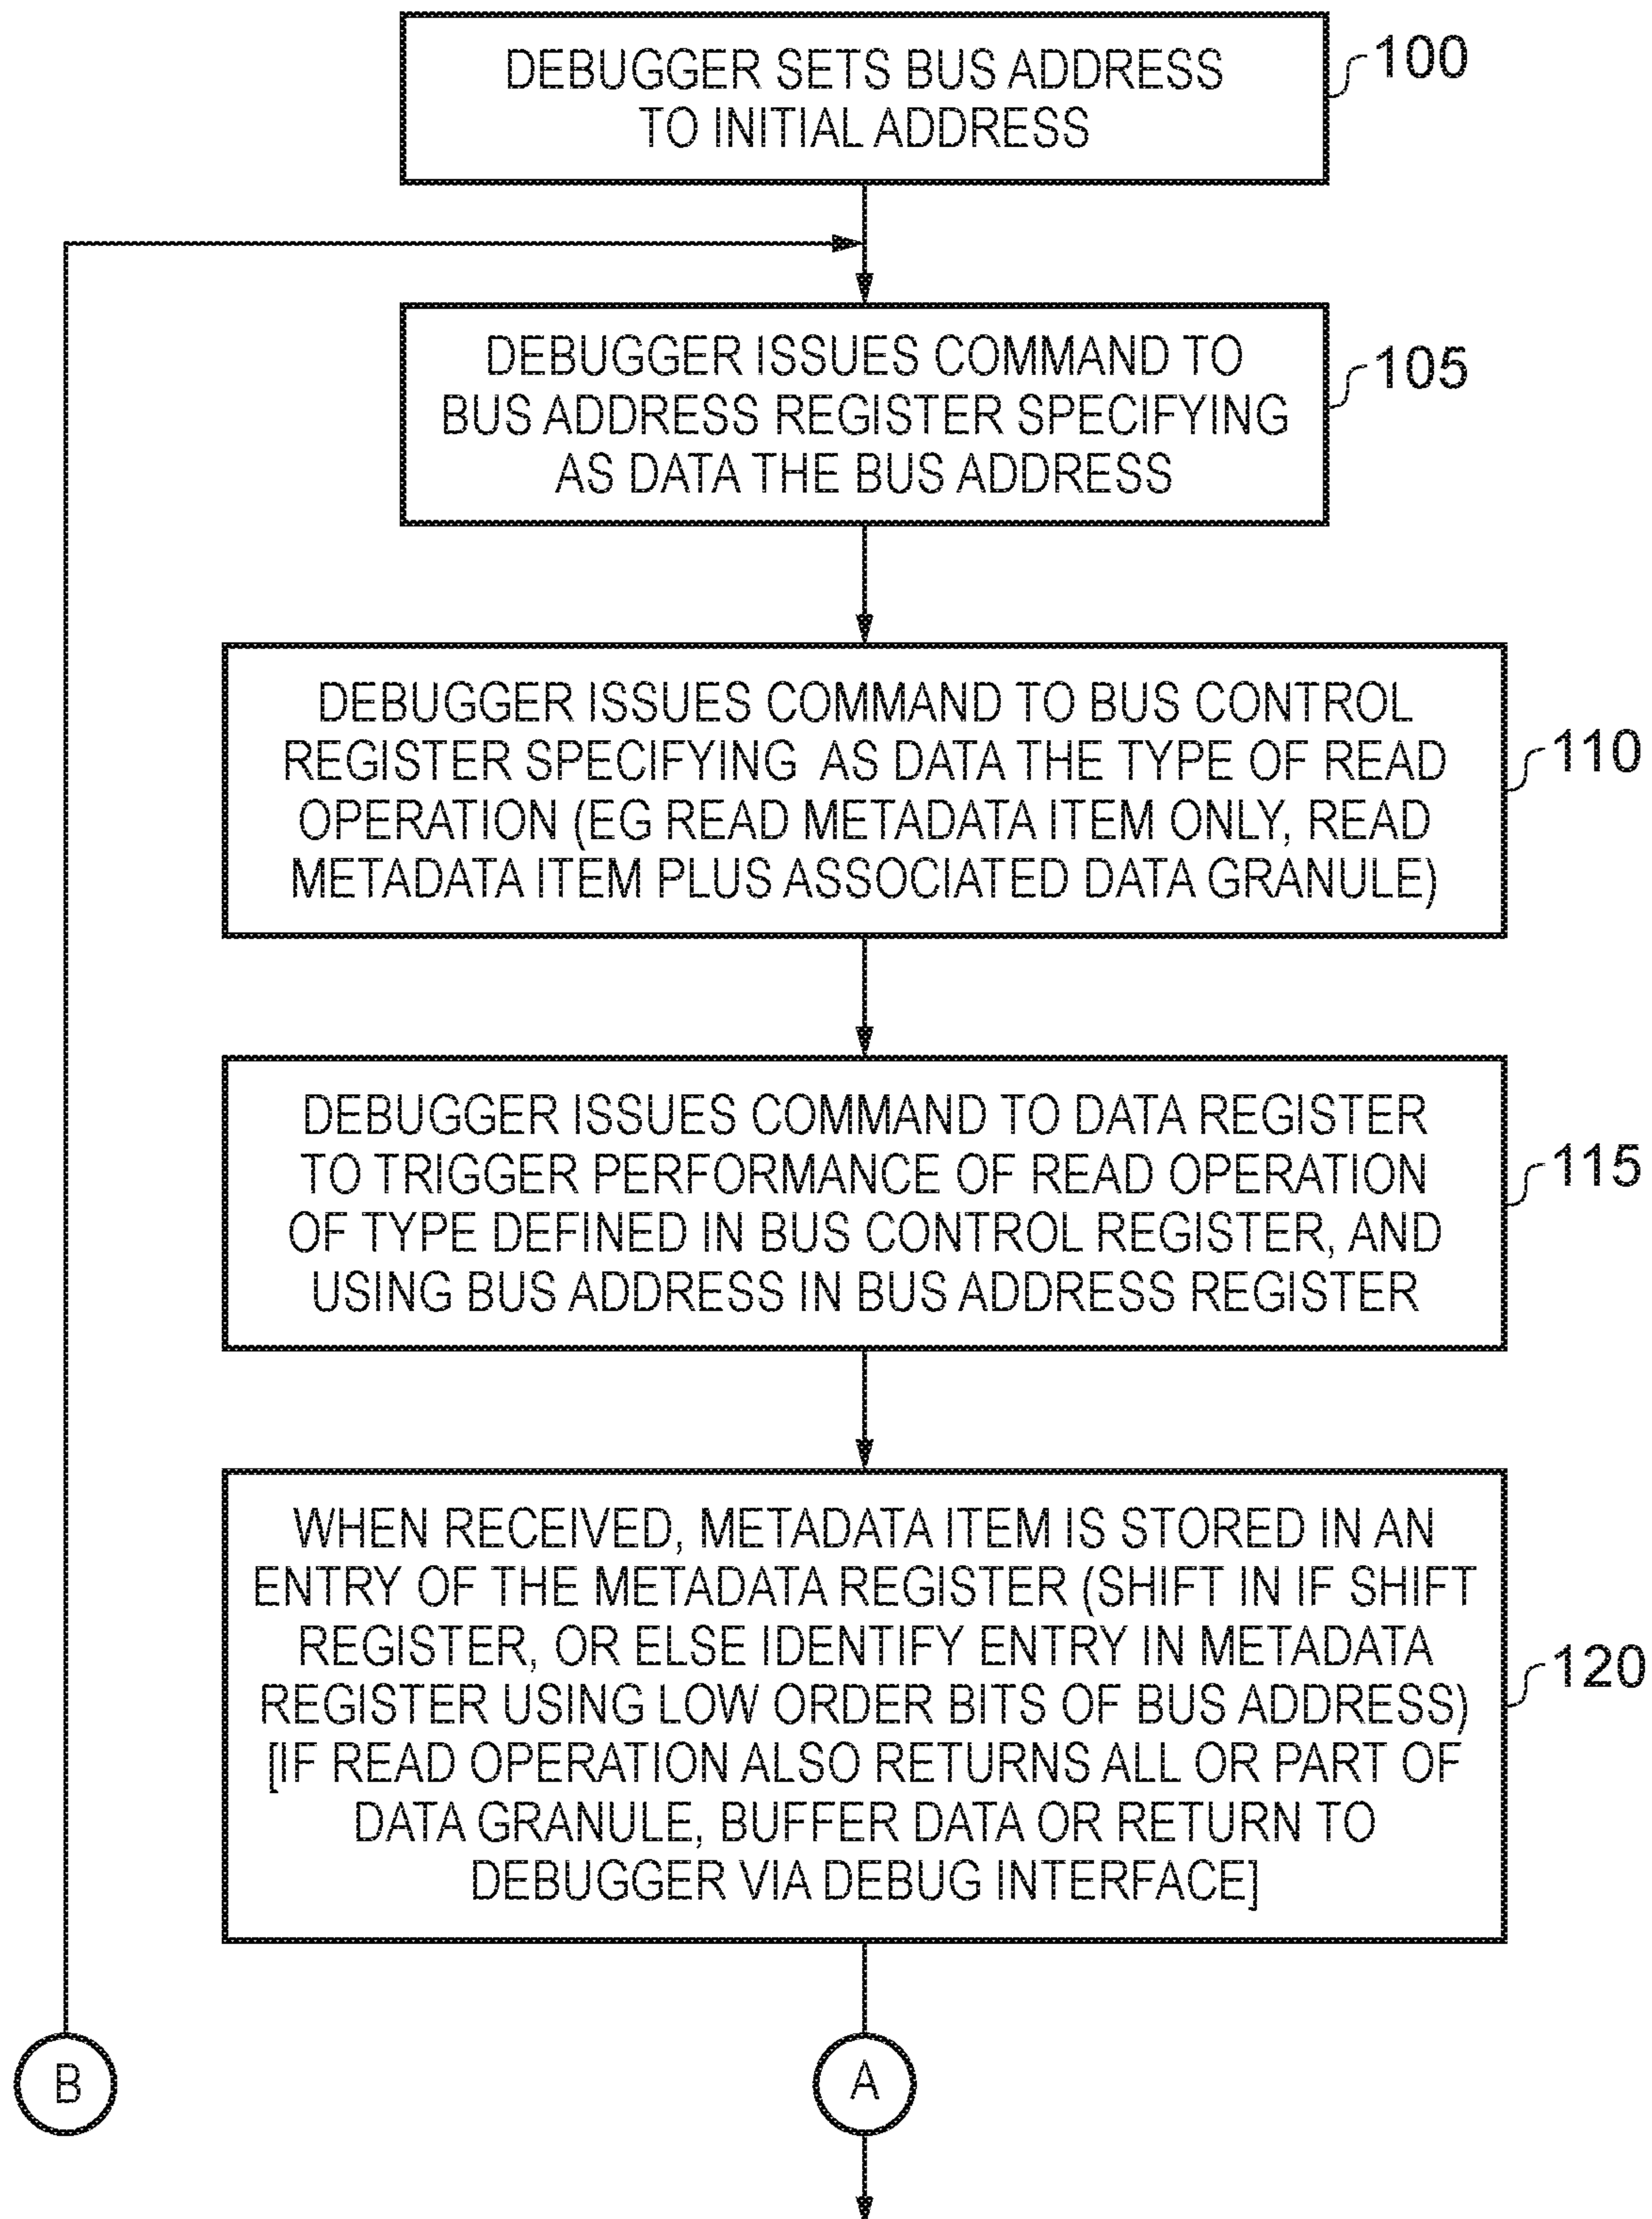 DEBUGGER SETS BUS ADDRESS
TO INITIAL ADDRESS
100
DEBUGGER ISSUES COMMAND TO
BUS ADDRESS REGISTER SPECIFYING
AS DATA THE BUS ADDRESS
105
DEBUGGER ISSUES COMMAND TO BUS CONTROL
REGISTER SPECIFYING AS DATA THE TYPE OF READ
OPERATION (EG READ METADATA ITEM ONLY, READ
METADATA ITEM PLUS ASSOCIATED DATA GRANULE)
110
DEBUGGER ISSUES COMMAND TO DATA REGISTER
TO TRIGGER PERFORMANCE OF READ OPERATION
OF TYPE DEFINED IN BUS CONTROL REGISTER, AND
USING BUS ADDRESS IN BUS ADDRESS REGISTER
115
WHEN RECEIVED, METADATA ITEM IS STORED IN AN
ENTRY OF THE METADATA REGISTER (SHIFT IN IF SHIFT
REGISTER, OR ELSE IDENTIFY ENTRY IN METADATA
REGISTER USING LOW ORDER BITS OF BUS ADDRESS)
[IF READ OPERATION ALSO RETURNS ALL OR PART OF
DATA GRANULE, BUFFER DATA OR RETURN TO
DEBUGGER VIA DEBUG INTERFACE]
120
B
A